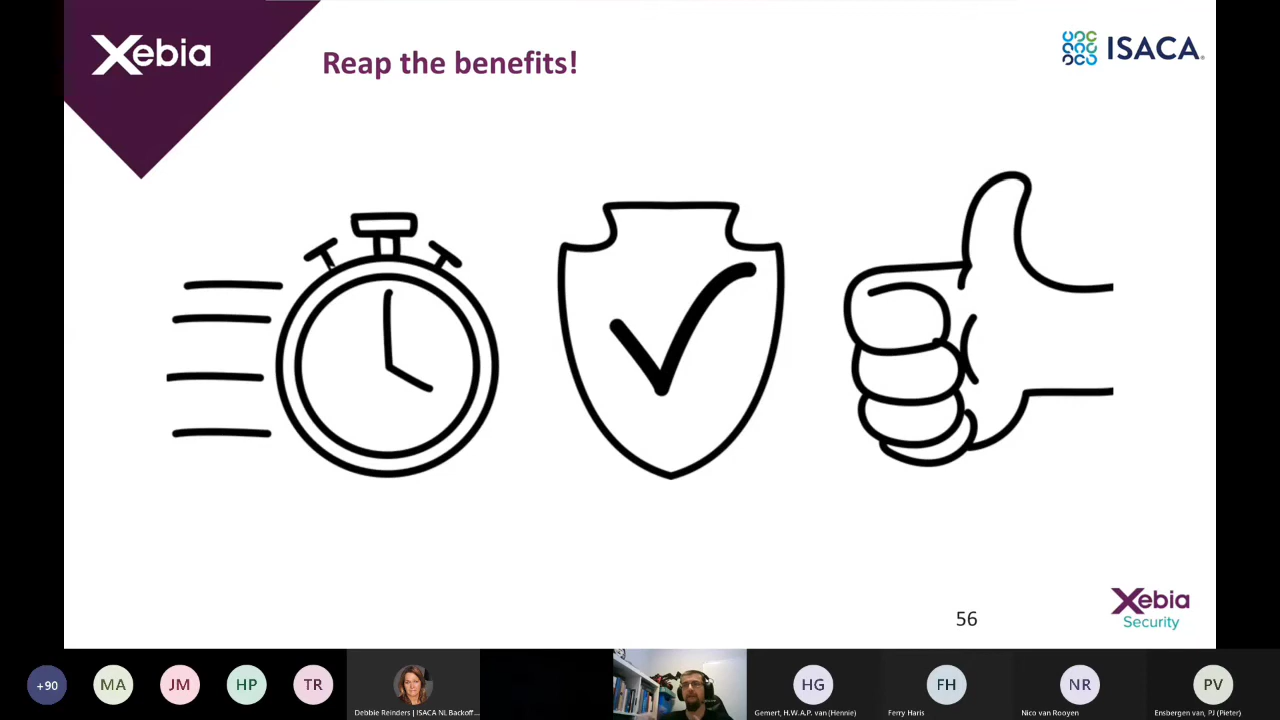 Xebia
Reap the benefits!
ISACA
56
Xebia
Security
+90
MA
JM
HP
TR
HG
FH
NR
PV
Debbie Reinders | ISACA NL Backoff...
Gemert, H.W.A.P. van (Hennie)
Ferry Haris
Nico van Rooyen
Ensbergen van, PJ (Pieter)